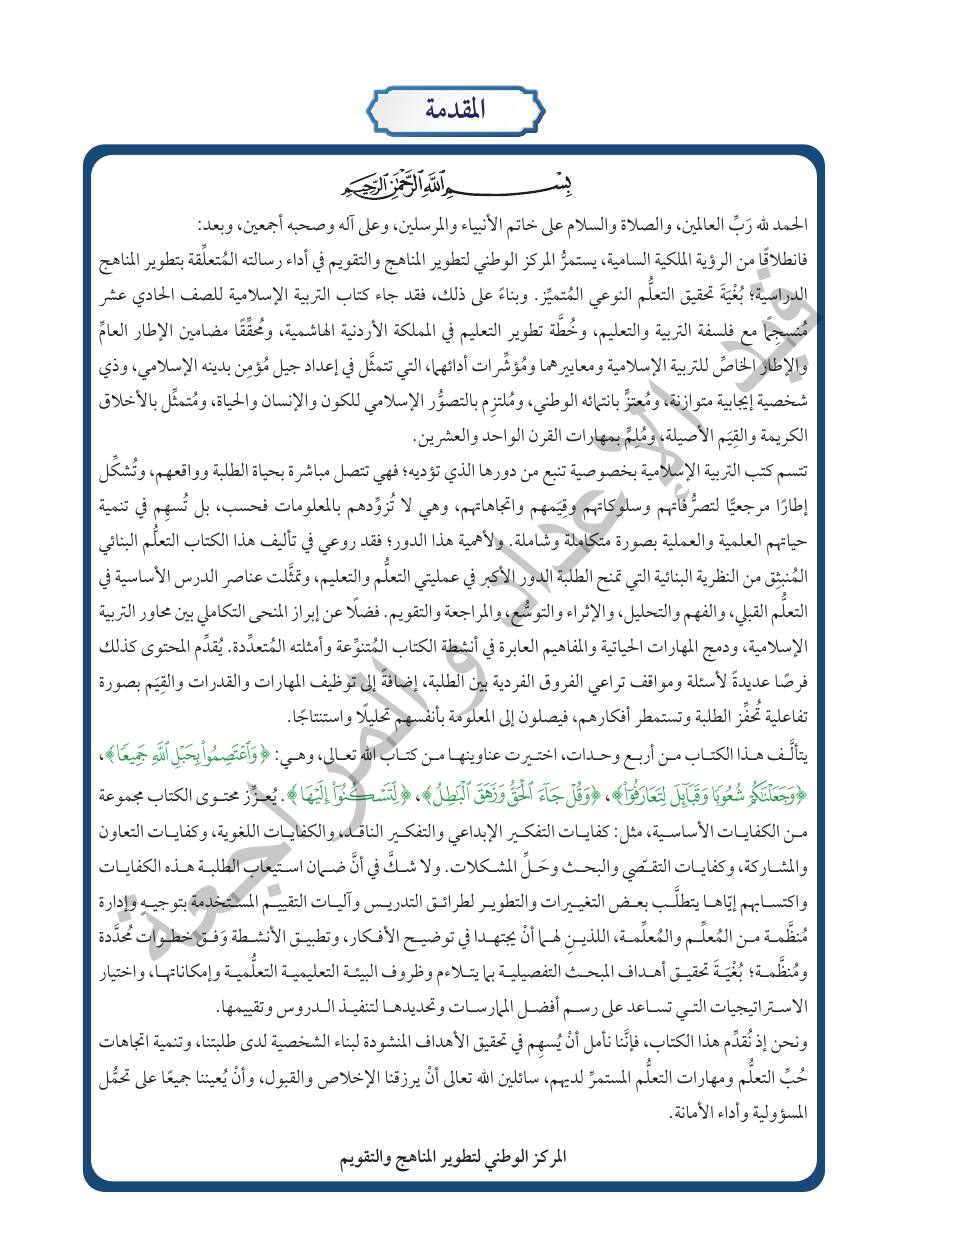 المقدمة
بِسْمِ اللَّهِ الرَّحْمَٰنِ الرَّحِيمِ
الحمد لله رَبِّ العالمين، والصلاة والسلام على خاتم الأنبياء والمرسلين، وعلى آله وصحبه أجمعين، وبعد:
فانطلاقًا من الرؤية الملكية السامية، يستمرُّ المركز الوطني لتطوير المناهج والتقويم في أداء رسالته المُتعلِّقة بتطوير المناهج
الدراسية؛ بُغْيَةَ تحقيق التعلُّم النوعي المُتميِّز. وبناءً على ذلك، فقد جاء كتاب التربية الإسلامية للصف الحادي عشر
مُنسجِمًا مع فلسفة التربية والتعليم، وخُطَّة تطوير التعليم في المملكة الأردنية الهاشمية، ومُحقِّقًا مضامين الإطار العامِّ
والإطار الخاصِّ للتربية الإسلامية ومعاييرهما ومُؤشِّرات أدائهما، التي تتمثَّل في إعداد جيل مُؤمِن بدينه الإسلامي، وذي
شخصية إيجابية متوازنة، ومُعتزٍّ بانتمائه الوطني، ومُلتزِم بالتصوُّر الإسلامي للكون والإنسان والحياة، ومُتمثِّل بالأخلاق
الكريمة والقِيَم الأصيلة، ومُلِمٍّ بمهارات القرن الواحد والعشرين.
تتسم كتب التربية الإسلامية بخصوصية تنبع من دورها الذي تؤديه؛ فهي تتصل مباشرة بحياة الطلبة وواقعهم، وتُشكِّل
إطارًا مرجعيًّا لتصرُّفاتهم وسلوكاتهم وقِيَمهم واتجاهاتهم، وهي لا تُزوِّدهم بالمعلومات فحسب، بل تُسهِم في تنمية
حياتهم العلمية والعملية بصورة متكاملة وشاملة. ولأهمية هذا الدور؛ فقد روعي في تأليف هذا الكتاب التعلُّم البنائي
المُنبثِق من النظرية البنائية التي تمنح الطلبة الدور الأكبر في عمليتي التعلُّم والتعليم، وتمثَّلت عناصر الدرس الأساسية في
التعلُّم القبلي، والفهم والتحليل، والإثراء والتوسُّع، والمراجعة والتقويم. فضلًا عن إبراز المنحى التكاملي بين محاور التربية
الإسلامية، ودمج المهارات الحياتية والمفاهيم العابرة في أنشطة الكتاب المُتنوِّعة وأمثلته المُتعدِّدة. يُقدِّم المحتوى كذلك
فرصًا عديدةً لأسئلة ومواقف تراعي الفروق الفردية بين الطلبة، إضافةً إلى توظيف المهارات والقدرات والقِيَم بصورة
تفاعلية تُحفِّز الطلبة وتستمطر أفكارهم، فيصلون إلى المعلومة بأنفسهم تحليلًا واستنتاجًا.
يتألَّف هذا الكتاب من أربع وحدات، اختيرت عناوينها من كتاب الله تعالى، وهي: ﴿وَٱعْتَصِمُوا۟ بِحَبْلِ ٱللَّهِ جَمِيعًا﴾،
﴿وَجَعَلْنَٰكُمْ شُعُوبًا وَقَبَآئِلَ لِتَعَارَفُوٓا۟﴾، ﴿وَقُلْ جَآءَ ٱلْحَقُّ وَزَهَقَ ٱلْبَٰطِلُ﴾، ﴿لِّتَسْكُنُوٓا۟ إِلَيْهَا﴾. يُعزِّز محتوى الكتاب مجموعة
من الكفايات الأساسية، مثل: كفايات التفكير الإبداعي والتفكير الناقد، والكفايات اللغوية، وكفايات التعاون
والمشاركة، وكفايات التقصّي والبحث وحَلِّ المشكلات. ولا شكَّ في أنَّ ضمان استيعاب الطلبة هذه الكفايات
واكتسابهم إيّاها يتطلَّب بعض التغييرات والتطوير لطرائق التدريس وآليات التقييم المستخدمة بتوجيهٍ وإدارة
مُنظَّمة من المُعلِّم والمُعلِّمة، اللذين لهما أنْ يجتهدا في توضيح الأفكار، وتطبيق الأنشطة وَفق خطوات مُحدَّدة
ومُنظَّمة؛ بُغْيَةَ تحقيق أهداف المبحث التفصيلية بما يتلاءم وظروف البيئة التعليمية التعلُّمية وإمكاناتها، واختيار
الاستراتيجيات التي تساعد على رسم أفضل الممارسات وتحديدها لتنفيذ الدروس وتقييمها.
ونحن إذ نُقدِّم هذا الكتاب، فإنَّنا نأمل أنْ يُسهِم في تحقيق الأهداف المنشودة لبناء الشخصية لدى طلبتنا، وتنمية اتجاهات
حُبِّ التعلُّم ومهارات التعلُّم المستمرِّ لديهم، سائلين الله تعالى أنْ يرزقنا الإخلاص والقبول، وأنْ يُعيننا جميعًا على تحمُّل
المسؤولية وأداء الأمانة.
المركز الوطني لتطوير المناهج والتقويم
قيد الإعداد والمراجعة